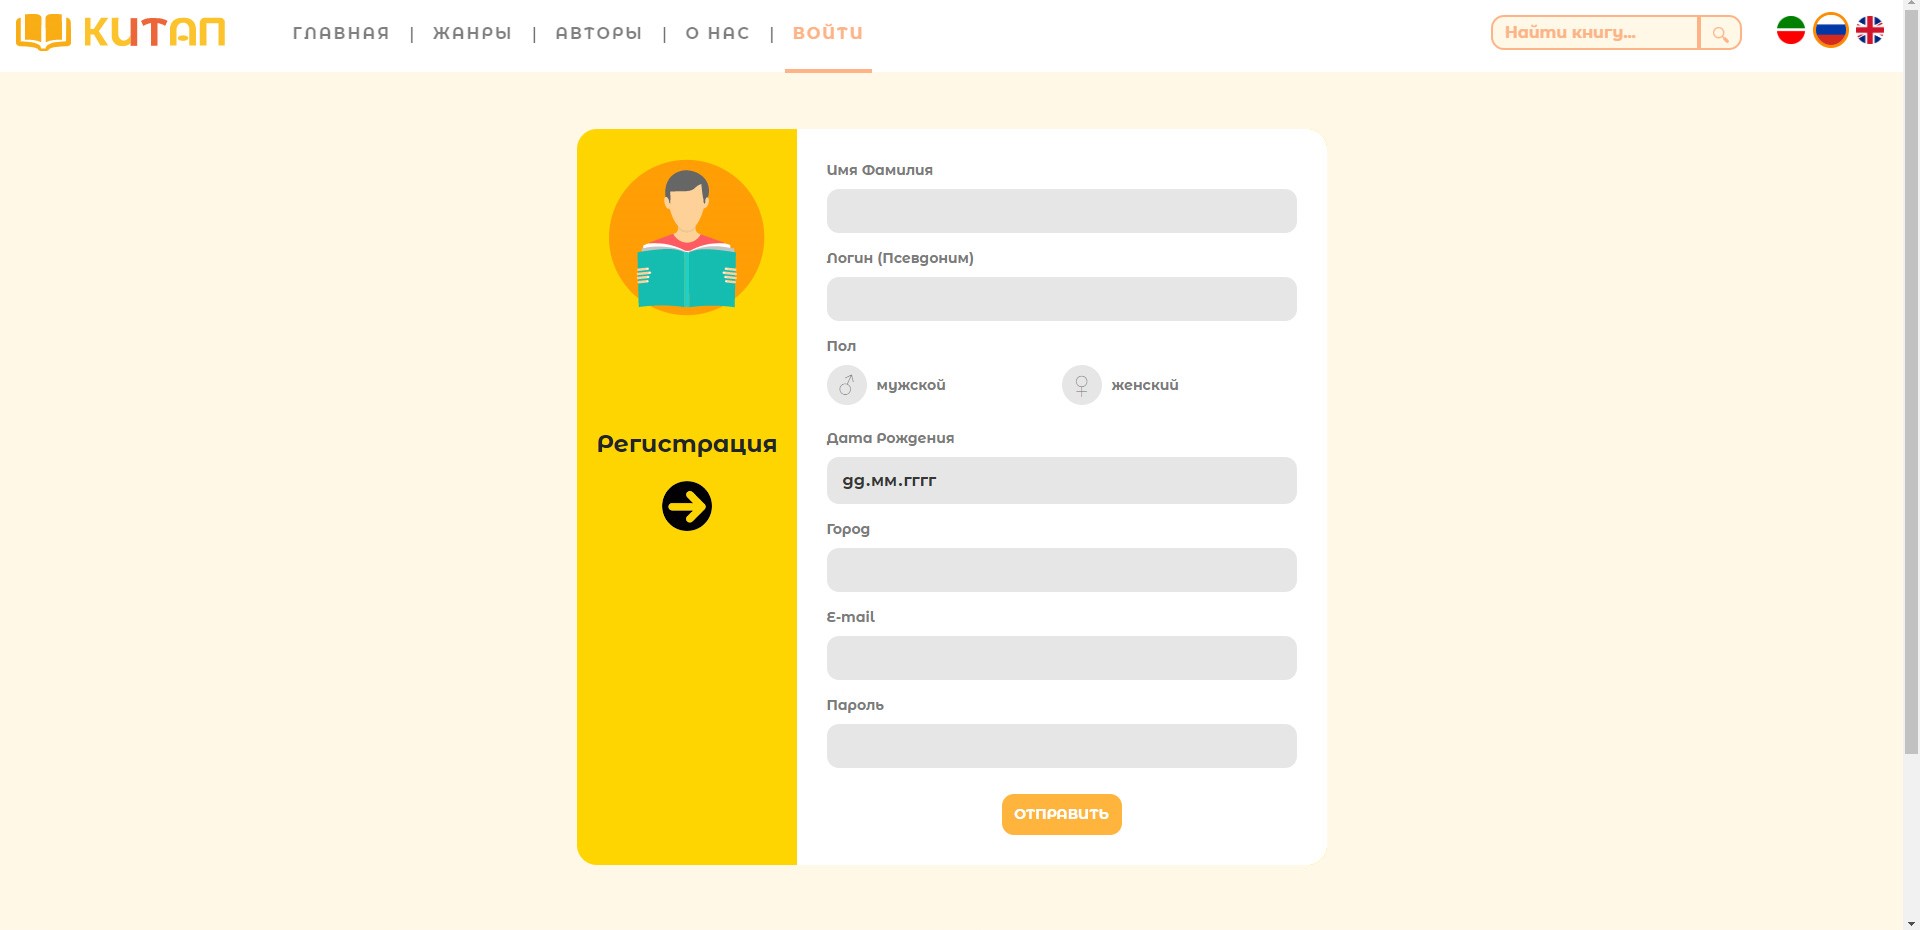 КИТАП
ГЛАВНАЯ | ЖАНРЫ | АВТОРЫ | О НАС | ВОЙТИ
Найти книгу...
Имя Фамилия
Логин (Псевдоним)
Пол
мужской женский
Регистрация
Дата Рождения
дд.мм.гггг
Город
E-mail
Пароль
ОТПРАВИТЬ